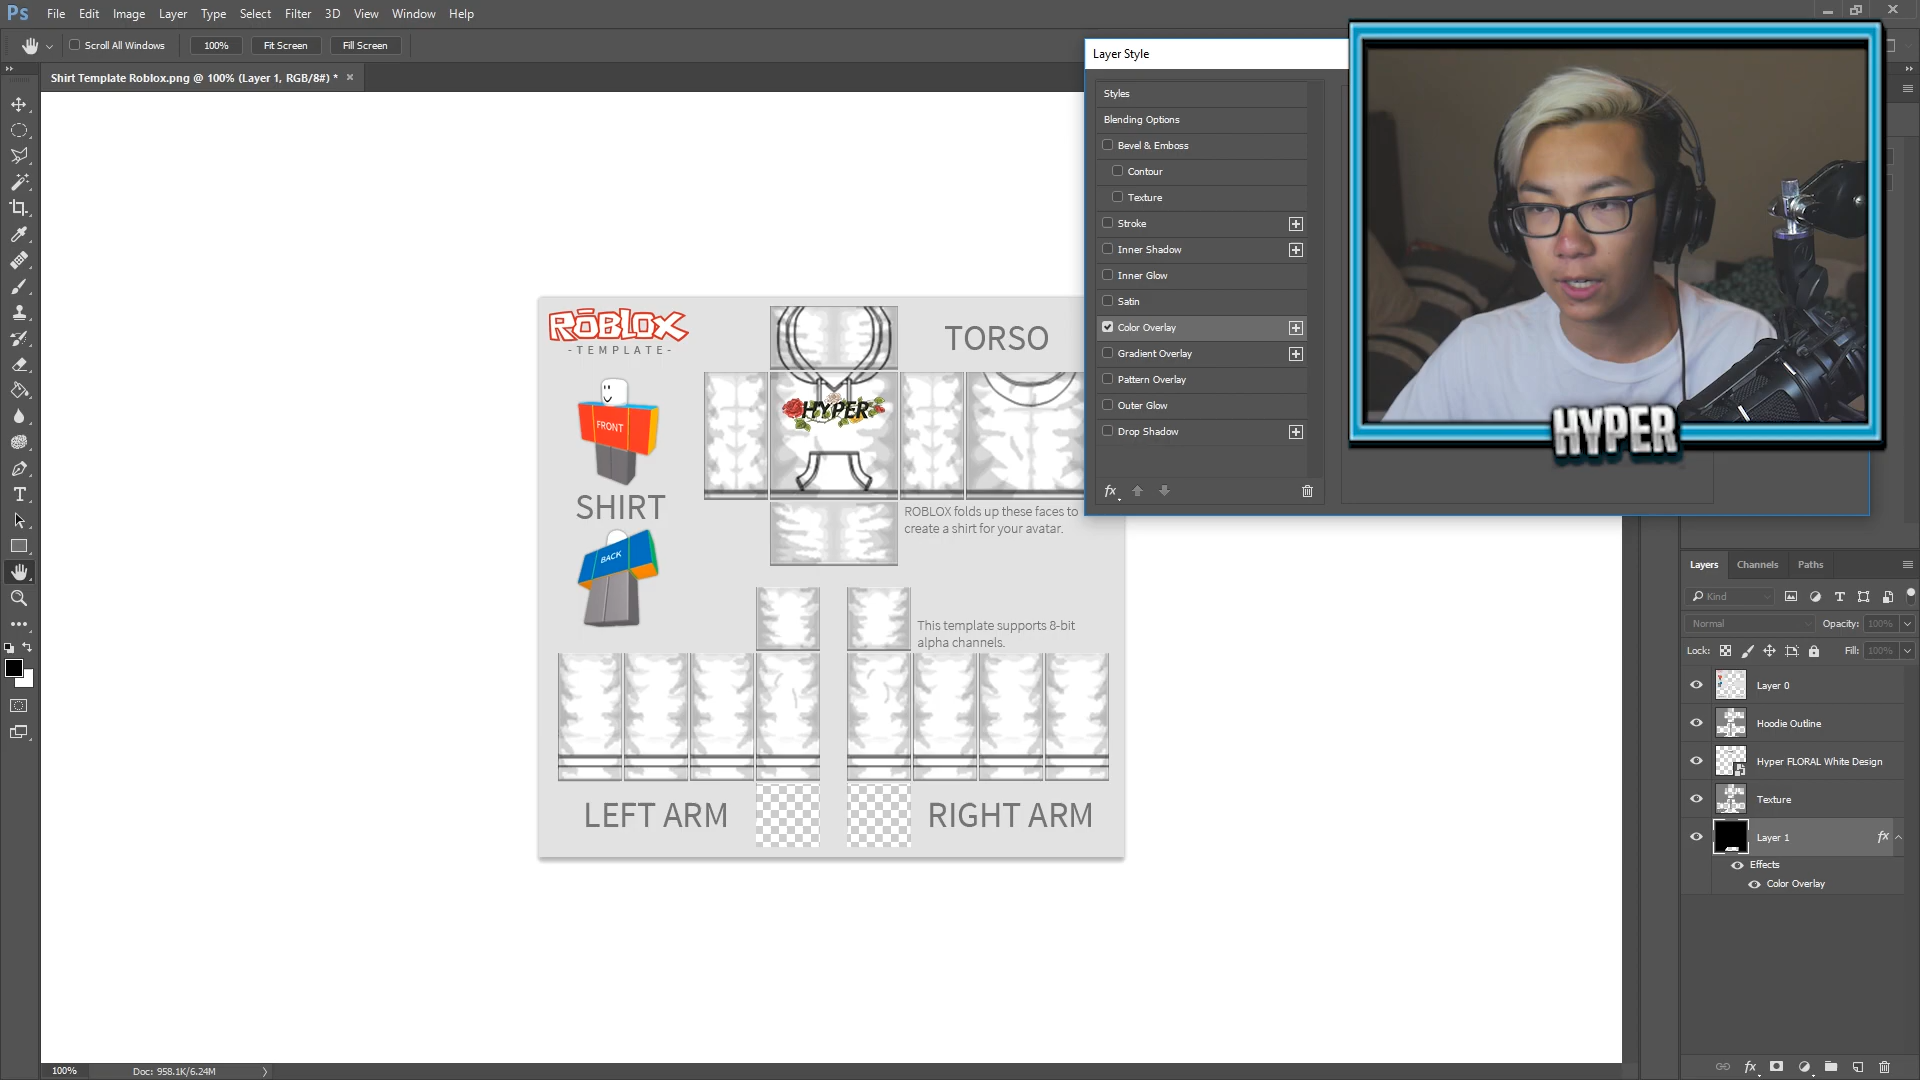 Ps File Edit Image Layer Type Select Filter 3D View Window Help
Scroll All Windows 100% Fit Screen Fill Screen
Shirt Template Roblox.png @ 100% (Layer 1, RGB/8#) * ×
Layer Style
Styles
Blending Options
Bevel & Emboss
Contour
Texture
Stroke
Inner Shadow
Inner Glow
Satin
Color Overlay
Gradient Overlay
Pattern Overlay
Outer Glow
Drop Shadow
fx
HYPER
ROBLOX
-TEMPLATE-
TORSO
FRONT
HYPER
SHIRT
BACK
ROBLOX folds up these faces to
create a shirt for your avatar.
This template supports 8-bit
alpha channels.
LEFT ARM
RIGHT ARM
Layers Channels Paths
Kind
Normal Opacity: 100%
Lock: Fill: 100%
Layer 0
Hoodie Outline
Hyper FLORAL White Design
Texture
Layer 1 fx
Effects
Color Overlay
fx
100% Doc: 958.1K/6.24M